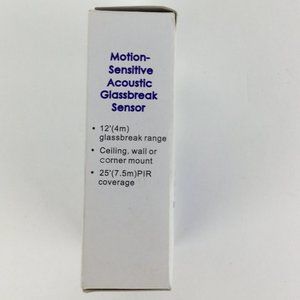 Motion-
Sensitive
Acoustic
Glassbreak
Sensor
• 12'(4m)
glassbreak range
• Ceiling, wall or
corner mount
• 25'(7.5m)PIR
coverage